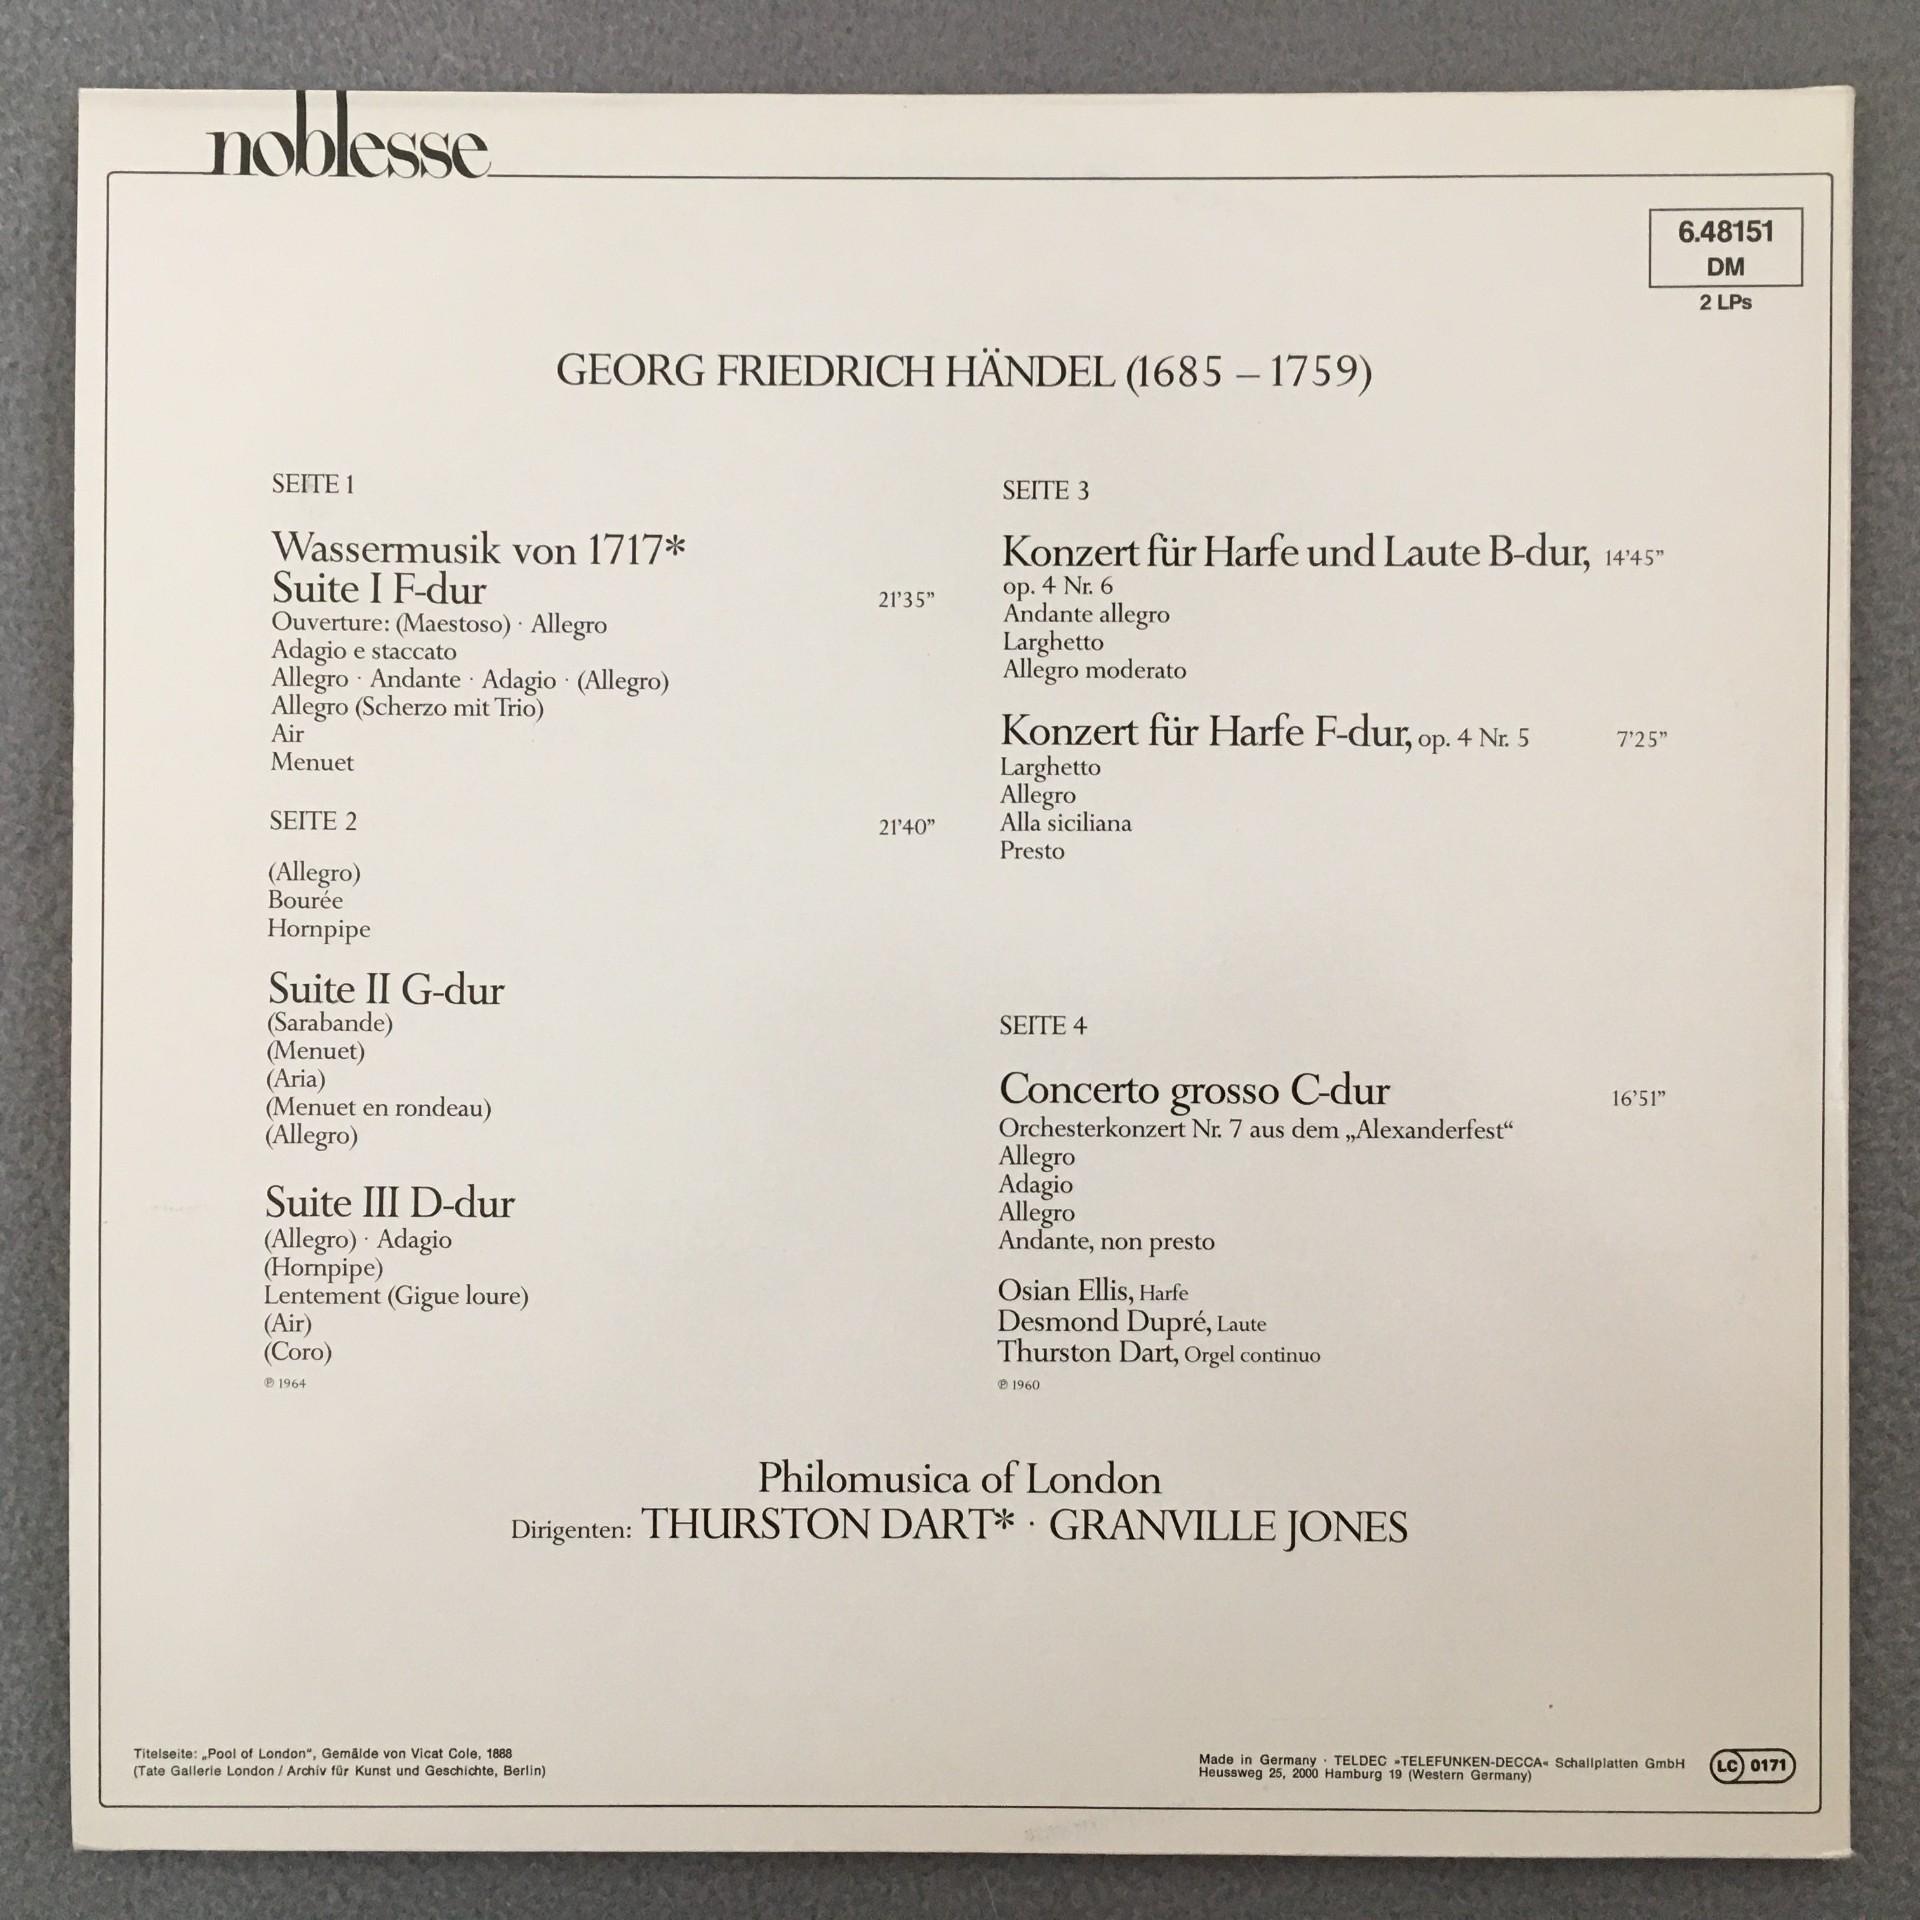 noblesse
6.48151
DM
2 LPs
GEORG FRIEDRICH HÄNDEL (1685 – 1759)
SEITE 1
Wassermusik von 1717*
Suite I F-dur 21'35"
Ouverture: (Maestoso) · Allegro
Adagio e staccato
Allegro · Andante · Adagio · (Allegro)
Allegro (Scherzo mit Trio)
Air
Menuet
SEITE 2 21'40"
(Allegro)
Bourée
Hornpipe
Suite II G-dur
(Sarabande)
(Menuet)
(Aria)
(Menuet en rondeau)
(Allegro)
Suite III D-dur
(Allegro) · Adagio
(Hornpipe)
Lentement (Gigue loure)
(Air)
(Coro)
℗ 1964
SEITE 3
Konzert für Harfe und Laute B-dur, 14'45"
op. 4 Nr. 6
Andante allegro
Larghetto
Allegro moderato
Konzert für Harfe F-dur, op. 4 Nr. 5 7'25"
Larghetto
Allegro
Alla siciliana
Presto
SEITE 4
Concerto grosso C-dur 16'51"
Orchesterkonzert Nr. 7 aus dem „Alexanderfest“
Allegro
Adagio
Allegro
Andante, non presto
Osian Ellis, Harfe
Desmond Dupré, Laute
Thurston Dart, Orgel continuo
℗ 1960
Philomusica of London
Dirigenten: THURSTON DART* · GRANVILLE JONES
Titelseite: „Pool of London“, Gemälde von Vicat Cole, 1888
(Tate Gallerie London / Archiv für Kunst und Geschichte, Berlin)
Made in Germany · TELDEC »TELEFUNKEN-DECCA« Schallplatten GmbH
Heussweg 25, 2000 Hamburg 19 (Western Germany)
LC 0171